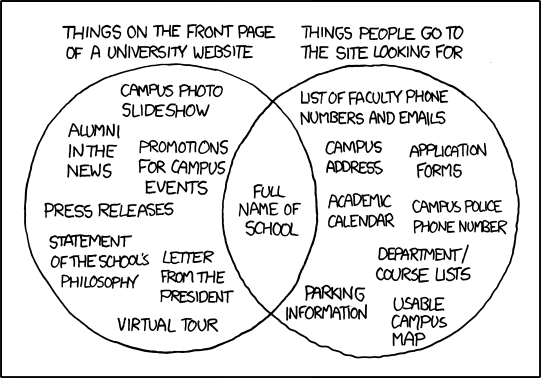 THINGS ON THE FRONT PAGE
OF A UNIVERSITY WEBSITE
THINGS PEOPLE GO TO
THE SITE LOOKING FOR
CAMPUS PHOTO
SLIDESHOW
ALUMNI
IN THE
NEWS
PROMOTIONS
FOR CAMPUS
EVENTS
PRESS RELEASES
STATEMENT
OF THE SCHOOL'S
PHILOSOPHY
LETTER
FROM THE
PRESIDENT
VIRTUAL TOUR
FULL
NAME OF
SCHOOL
LIST OF FACULTY PHONE
NUMBERS AND EMAILS
CAMPUS
ADDRESS
APPLICATION
FORMS
ACADEMIC
CALENDAR
CAMPUS POLICE
PHONE NUMBER
DEPARTMENT/
COURSE LISTS
PARKING
INFORMATION
USABLE
CAMPUS
MAP